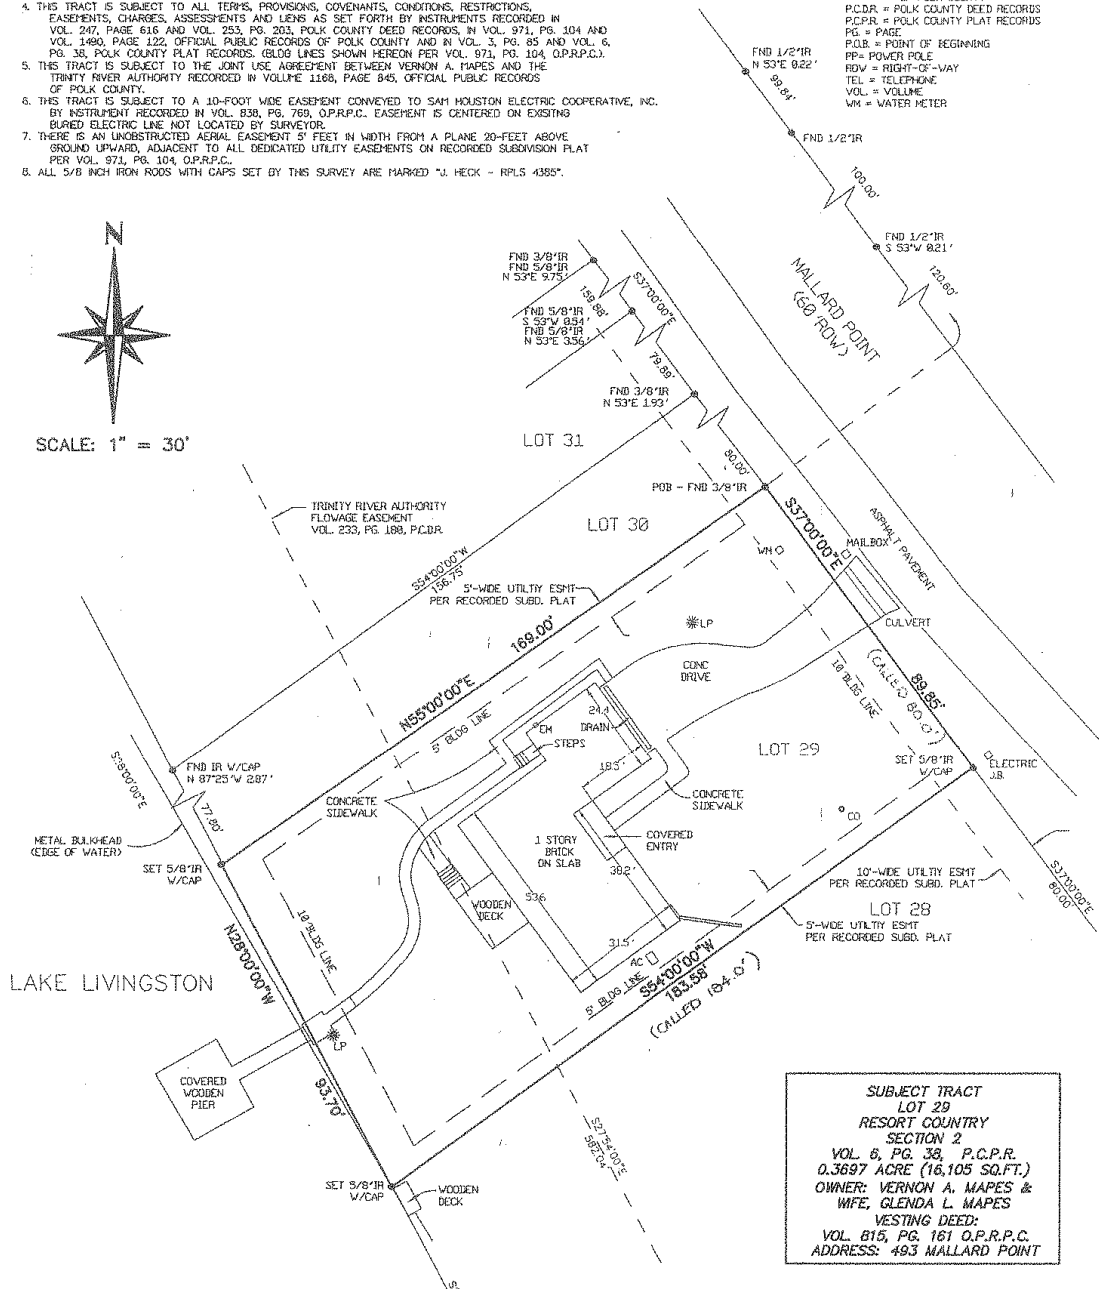 4. THIS TRACT IS SUBJECT TO ALL TERMS, PROVISIONS, COVENANTS, CONDITIONS, RESTRICTIONS,
EASEMENTS, CHARGES, ASSESSMENTS AND LIENS AS SET FORTH BY INSTRUMENTS RECORDED IN
VOL. 247, PAGE 616 AND VOL. 253, PG. 203, POLK COUNTY DEED RECORDS, IN VOL. 971, PG. 104 AND
VOL. 1490, PAGE 122, OFFICIAL PUBLIC RECORDS OF POLK COUNTY AND IN VOL. 3, PG. 85 AND VOL. 6,
PG. 38, POLK COUNTY PLAT RECORDS. (BLDG LINES SHOWN HEREON PER VOL. 971, PG. 104, O.P.R.P.C.).
5. THIS TRACT IS SUBJECT TO THE JOINT USE AGREEMENT BETWEEN VERNON A. MAPES AND THE
TRINITY RIVER AUTHORITY RECORDED IN VOLUME 1168, PAGE 845, OFFICIAL PUBLIC RECORDS
OF POLK COUNTY.
6. THIS TRACT IS SUBJECT TO A 10-FOOT WIDE EASEMENT CONVEYED TO SAM HOUSTON ELECTRIC COOPERATIVE, INC.
BY INSTRUMENT RECORDED IN VOL. 838, PG. 769, O.P.R.P.C. EASEMENT IS CENTERED ON EXISITNG
BURIED ELECTRIC LINE NOT LOCATED BY SURVEYOR.
7. THERE IS AN UNOBSTRUCTED AERIAL EASEMENT 5' FEET IN WIDTH FROM A PLANE 20-FEET ABOVE
GROUND UPWARD, ADJACENT TO ALL DEDICATED UTILITY EASEMENTS ON RECORDED SUBDIVISION PLAT
PER VOL. 971, PG. 104, O.P.R.P.C..
8. ALL 5/8 INCH IRON RODS WITH CAPS SET BY THIS SURVEY ARE MARKED "J. HECK - RPLS 4385".
P.C.D.R. = POLK COUNTY DEED RECORDS
P.C.P.R. = POLK COUNTY PLAT RECORDS
PG. = PAGE
P.O.B. = POINT OF BEGINNING
PP= POWER POLE
ROW = RIGHT-OF-WAY
TEL = TELEPHONE
VOL. = VOLUME
WM = WATER METER
FND 1/2"IR
N 53°E 0.22'
99.84'
FND 1/2"IR
100.00'
FND 1/2"IR
S 53°W 0.21'
120.60'
MALLARD POINT
(60 'ROW)
N
SCALE: 1" = 30'
FND 3/8"IR
FND 5/8"IR
N 53°E 9.75'
159.88'
S37°00'00"E
FND 5/8"IR
S 53°W 0.54'
FND 5/8"IR
N 53°E 3.56'
79.89'
FND 3/8"IR
N 53°E 1.93'
LOT 31
80.00'
POB - FND 3/8"IR
TRINITY RIVER AUTHORITY
FLOWAGE EASEMENT
VOL. 233, PG. 188, P.C.D.R.
LOT 30
S37°00'00"E
ASPHALT PAVEMENT
MAILBOX
WM
S54°00'00"W
156.75'
5'-WIDE UTILTIY ESMT
PER RECORDED SUBD. PLAT
LP
CULVERT
169.00'
CONC
DRIVE
N55°00'00"E
10' BLDG LINE
89.85'
(CALLED 80.0')
5' BLDG LINE
24.4
DRAIN
EM
STEPS
LOT 29
SET 5/8"IR
W/CAP
ELECTRIC
J.B.
18.3'
S38°00'00"E
FND IR W/CAP
N 87°25'W 2.87'
77.80'
CONCRETE
SIDEWALK
CONCRETE
SIDEWALK
CO
METAL BULKHEAD
(EDGE OF WATER)
1 STORY
BRICK
ON SLAB
COVERED
ENTRY
SET 5/8"IR
W/CAP
38.2'
10'-WIDE UTILITY ESMT
PER RECORDED SUBD. PLAT
S37°00'00"E
80.00'
WOODEN
DECK
53.6
LOT 28
5'-WIDE UTILTIY ESMT
PER RECORDED SUBD. PLAT
10' BLDG LINE
31.5'
AC
N28°00'00"W
LAKE LIVINGSTON
5' BLDG LINE
S54°00'00"W
183.58'
(CALLED 184.0')
LP
COVERED
WOODEN
PIER
93.70'
S27°54'00"E
582.04'
SET 5/8"IR
W/CAP
WOODEN
DECK
SUBJECT TRACT
LOT 29
RESORT COUNTRY
SECTION 2
VOL. 6, PG. 38, P.C.P.R.
0.3697 ACRE (16,105 SQ.FT.)
OWNER: VERNON A. MAPES &
WIFE, GLENDA L. MAPES
VESTING DEED:
VOL. 815, PG. 161 O.P.R.P.C.
ADDRESS: 493 MALLARD POINT